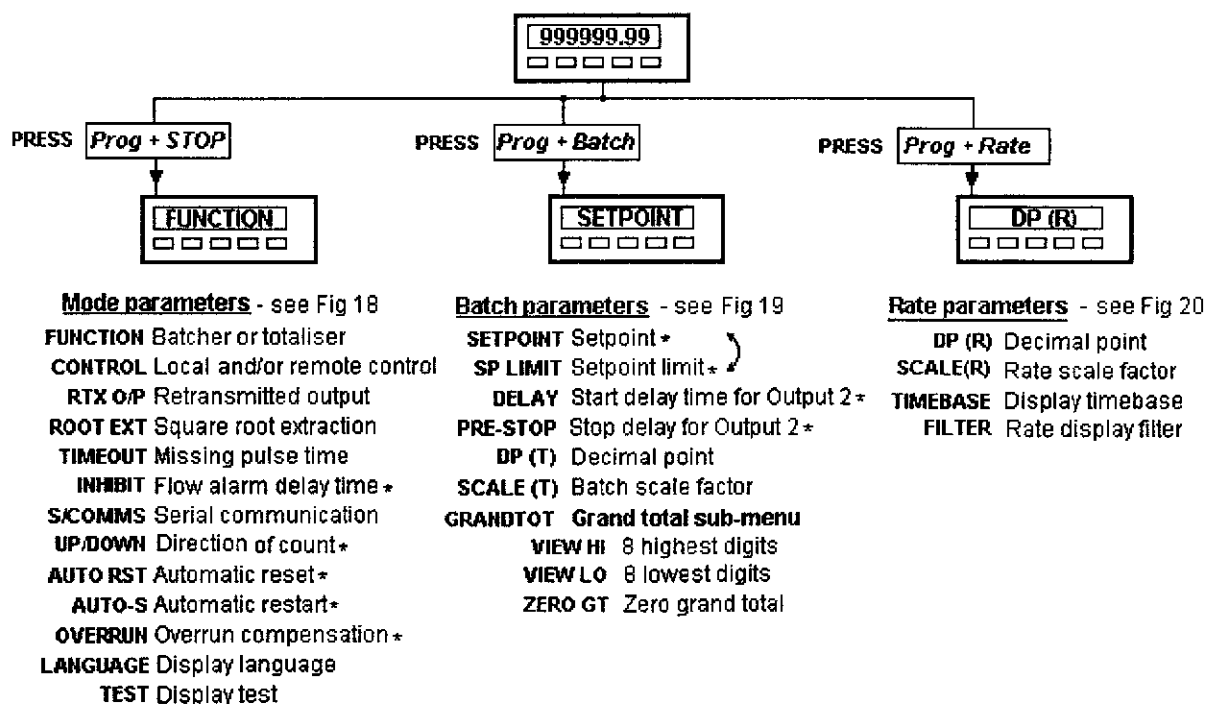 999999.99
PRESS Prog + STOP
PRESS Prog + Batch
PRESS Prog + Rate
FUNCTION
SETPOINT
DP (R)
Mode parameters - see Fig 18
FUNCTION Batcher or totaliser
CONTROL Local and/or remote control
RTX O/P Retransmitted output
ROOT EXT Square root extraction
TIMEOUT Missing pulse time
INHIBIT Flow alarm delay time *
S/COMMS Serial communication
UP/DOWN Direction of count *
AUTO RST Automatic reset *
AUTO-S Automatic restart *
OVERRUN Overrun compensation *
LANGUAGE Display language
TEST Display test
Batch parameters - see Fig 19
SETPOINT Setpoint *
SP LIMIT Setpoint limit *
DELAY Start delay time for Output 2 *
PRE-STOP Stop delay for Output 2 *
DP (T) Decimal point
SCALE (T) Batch scale factor
GRANDTOT Grand total sub-menu
VIEW HI 8 highest digits
VIEW LO 8 lowest digits
ZERO GT Zero grand total
Rate parameters - see Fig 20
DP (R) Decimal point
SCALE(R) Rate scale factor
TIMEBASE Display timebase
FILTER Rate display filter